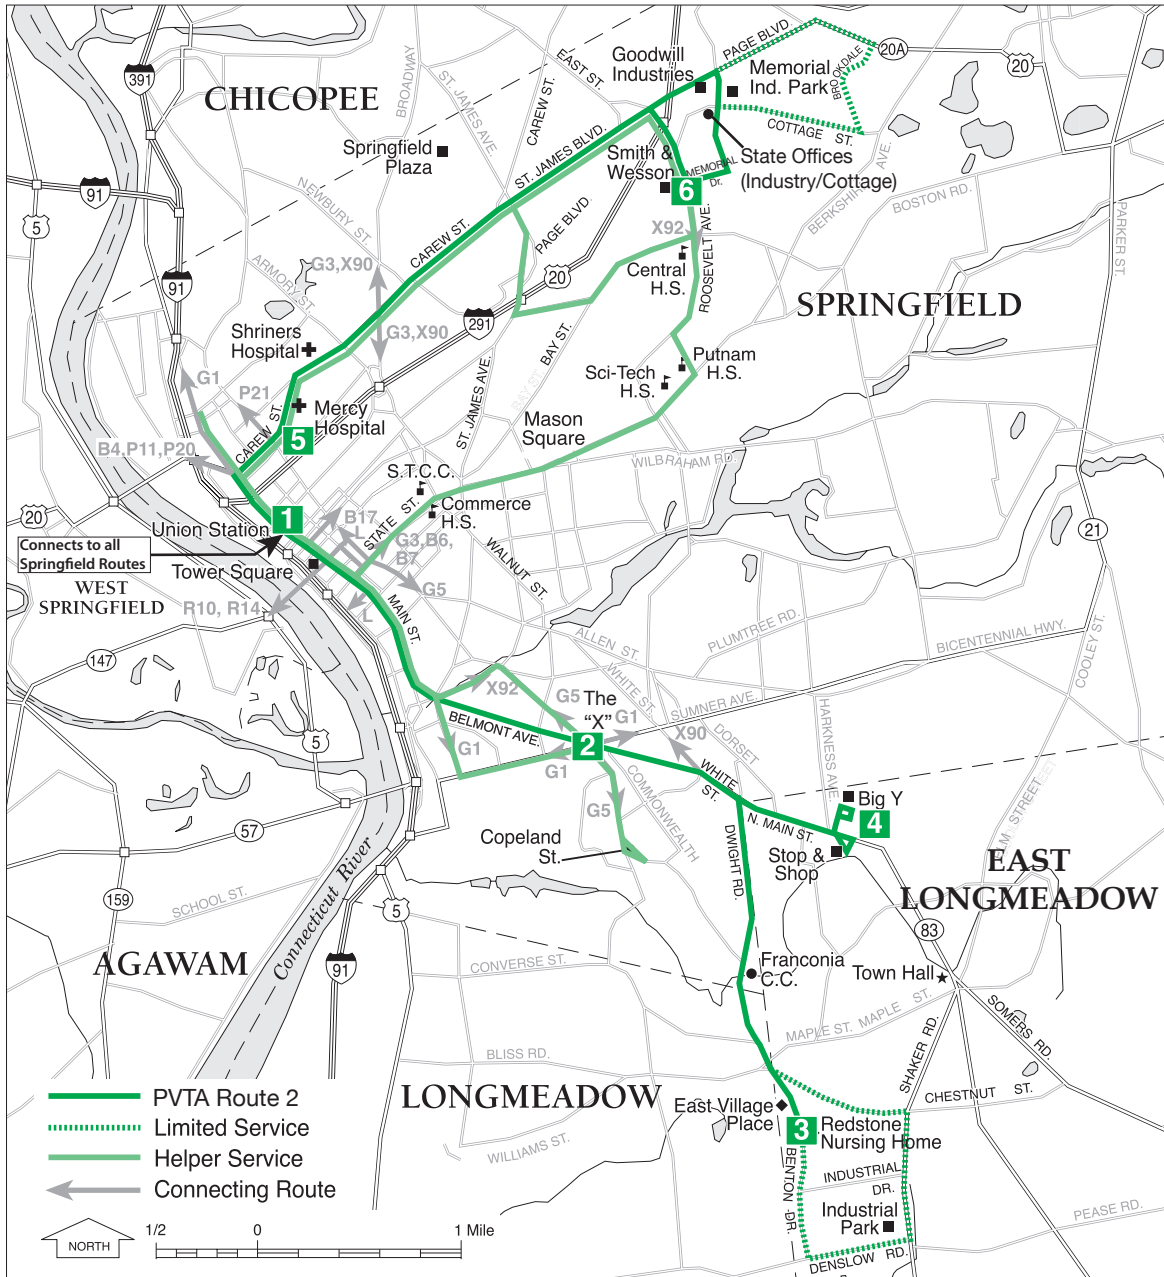 PAGE BLVD
20A
20
Goodwill
Industries
EAST ST.
BROOKDALE
Memorial
Ind. Park
391
BROADWAY
ST. JAMES AVE.
CAREW ST.
CHICOPEE
COTTAGE ST.
Springfield
Plaza
ST. JAMES BLVD.
Smith &
Wesson
State Offices
(Industry/Cottage)
MEMORIAL
Dr.
6
AVE.
BERKSHIRE
BOSTON RD.
PARKER ST.
91
5
NEWBURY ST.
PAGE BLVD.
X92
CAREW ST.
ROOSEVELT AVE.
ARMORY ST.
G3,X90
20
Central
H.S.
91
SPRINGFIELD
291
G3,X90
Shriners
Hospital
BAY ST.
BAY ST.
Putnam
H.S.
Sci-Tech
H.S.
G1
P21
ST. JAMES AVE.
Mercy
Hospital
Mason
Square
CAREW ST.
5
B4,P11,P20
WILBRAHAM RD.
S.T.C.C.
20
1
Union Station
B17
L
STATE ST.
Commerce
H.S.
21
Connects to all
Springfield Routes
G3,B6,
B7
WALNUT ST.
Tower Square
G5
WEST
SPRINGFIELD
R10, R14
L
MAIN ST.
ALLEN ST.
PLUMTREE RD.
BICENTENNIAL HWY.
COOLEY ST.
147
WHITE ST.
X92
G5
The
“X”
SUMNER AVE.
HARKNESS AVE.
BELMONT AVE.
G1
X90
DORSET
5
G1
2
G1
WHITE
ST.
COMMONWEALTH
Big Y
4
G5
N. MAIN ST.
57
Copeland
St.
DWIGHT RD.
Stop &
Shop
EAST
LONGMEADOW
159
SCHOOL ST.
Connecticut River
5
83
AGAWAM
91
CONVERSE ST.
Franconia
C.C.
Town Hall
MAPLE ST.
MAPLE ST.
SOMERS RD.
SHAKER RD.
BLISS RD.
CHESTNUT ST.
LONGMEADOW
East Village
Place
3
Redstone
Nursing Home
WILLIAMS ST.
BENTON DR.
INDUSTRIAL
DR.
Industrial
Park
PEASE RD.
DENSLOW RD.
PVTA Route 2
Limited Service
Helper Service
Connecting Route
NORTH
1/2 0 1 Mile